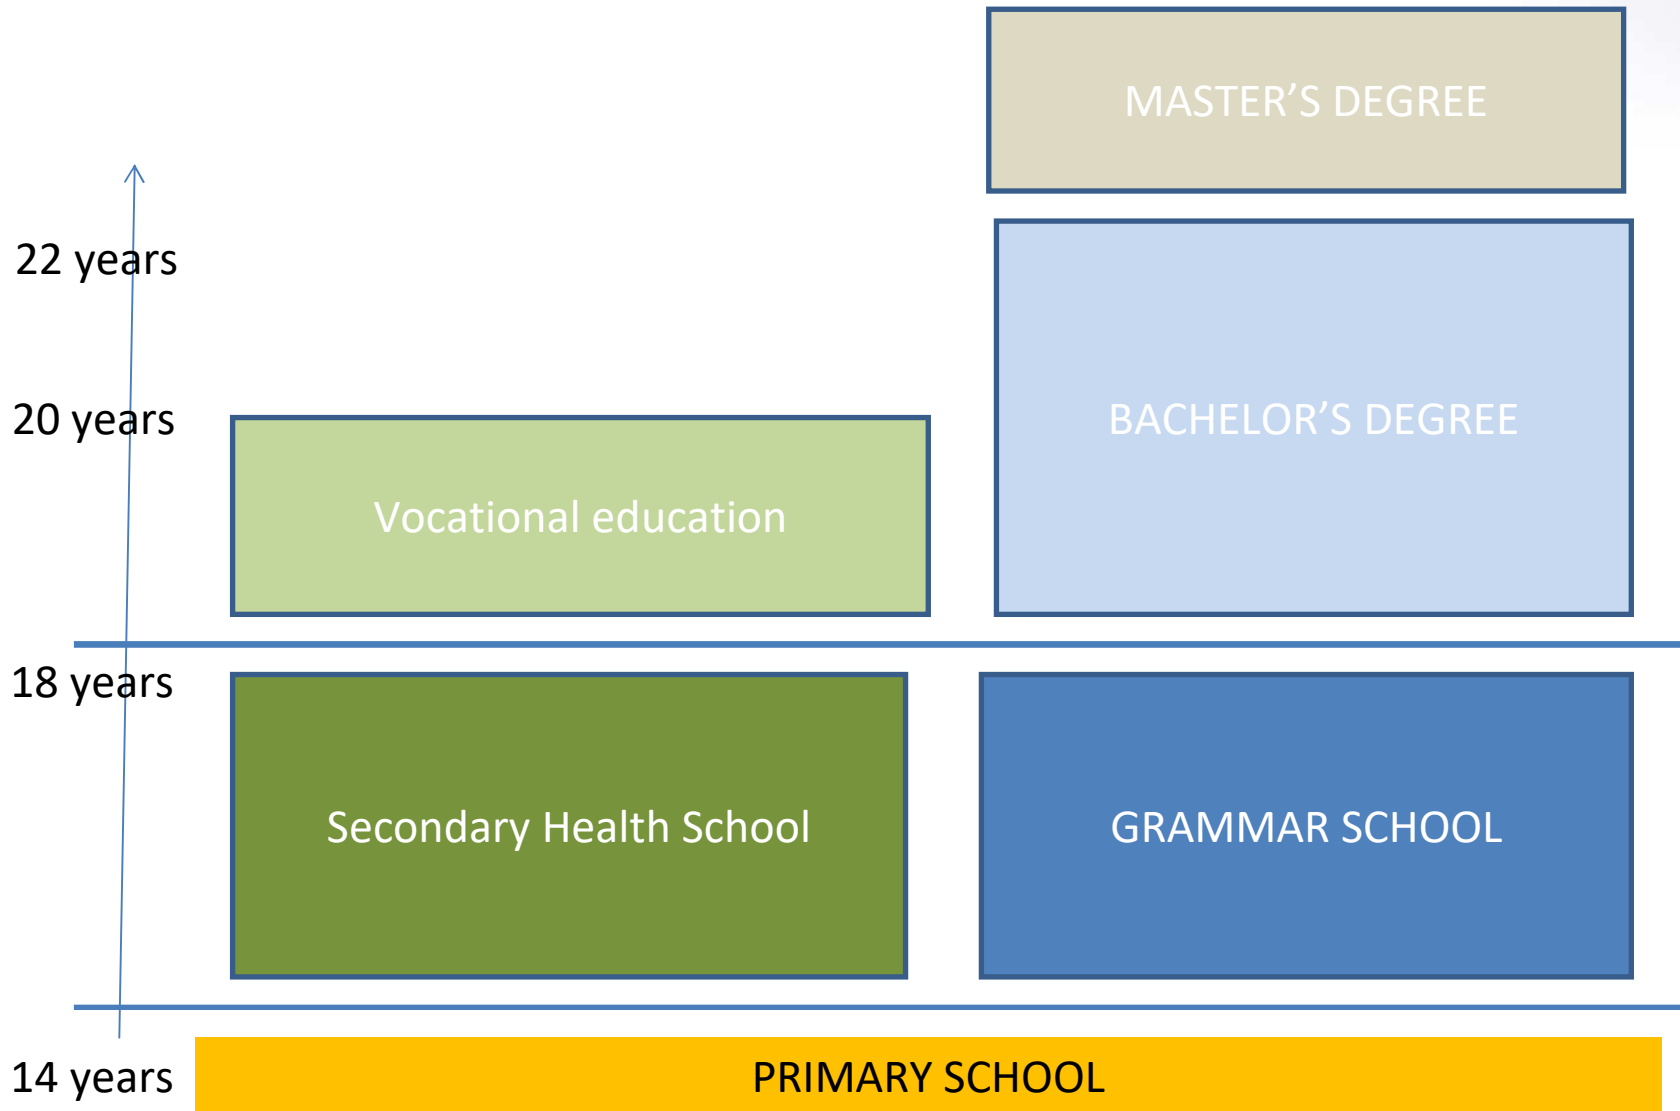 MASTER’S DEGREE
22 years
20 years
BACHELOR’S DEGREE
Vocational education
18 years
Secondary Health School
GRAMMAR SCHOOL
14 years
PRIMARY SCHOOL